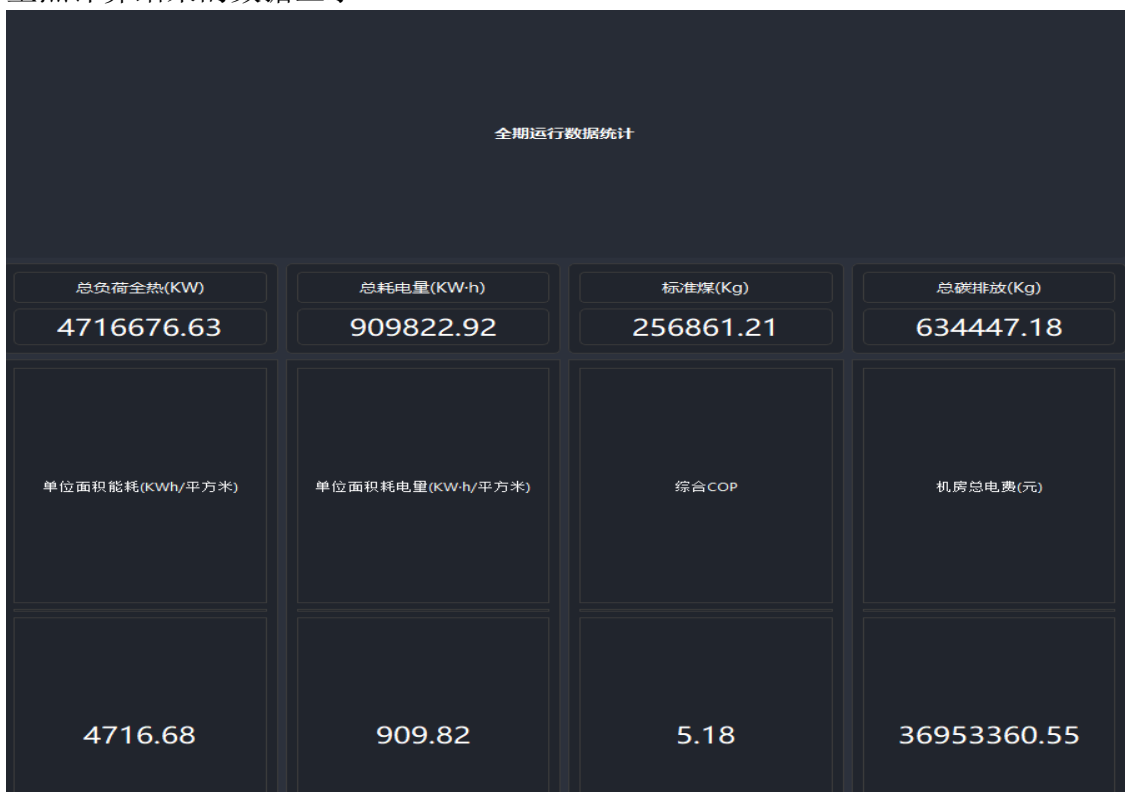 全期运行数据统计
总负荷全热(KW)
总耗电量(KW·h)
标准煤(Kg)
总碳排放(Kg)
4716676.63
909822.92
256861.21
634447.18
单位面积能耗(KWh/平方米)
单位面积耗电量(KW·h/平方米)
综合COP
机房总电费(元)
4716.68
909.82
5.18
36953360.55